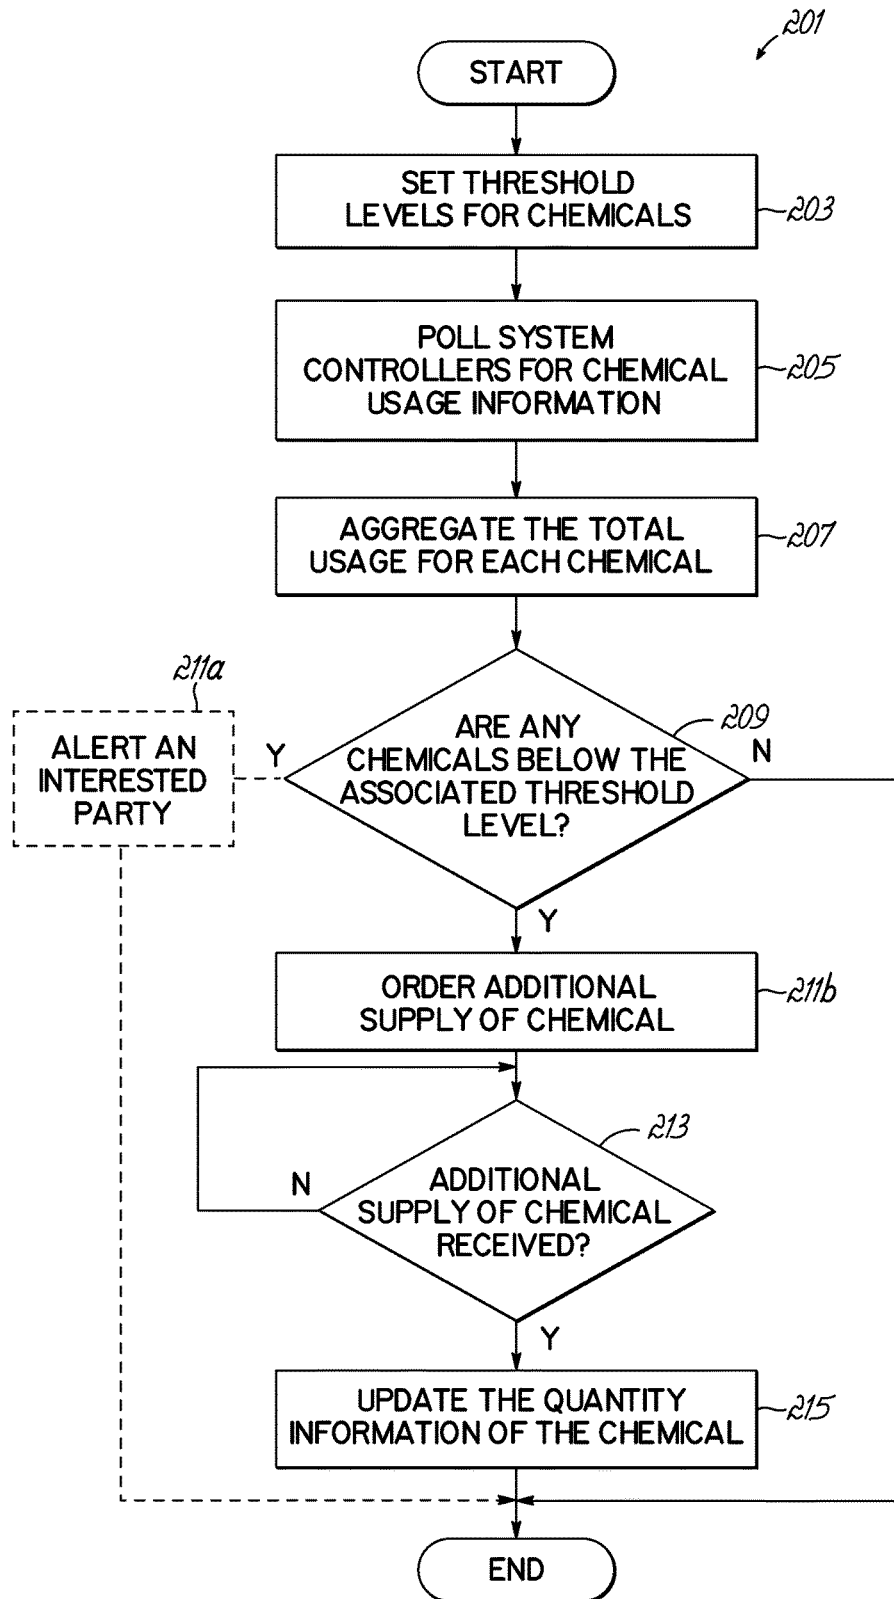 201
START
SET THRESHOLD
LEVELS FOR CHEMICALS
203
POLL SYSTEM
CONTROLLERS FOR CHEMICAL
USAGE INFORMATION
205
AGGREGATE THE TOTAL
USAGE FOR EACH CHEMICAL
207
211a
ALERT AN
INTERESTED
PARTY
Y
ARE ANY
CHEMICALS BELOW THE
ASSOCIATED THRESHOLD
LEVEL?
209
N
Y
ORDER ADDITIONAL
SUPPLY OF CHEMICAL
211b
213
N
ADDITIONAL
SUPPLY OF CHEMICAL
RECEIVED?
Y
UPDATE THE QUANTITY
INFORMATION OF THE CHEMICAL
215
END